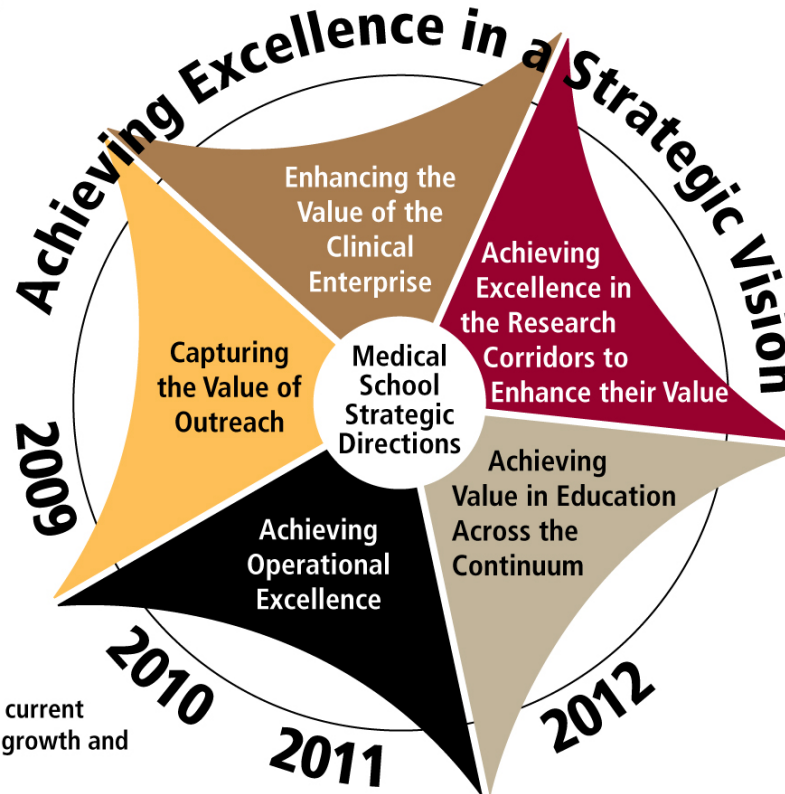 Achieving Excellence in a Strategic Vision
Enhancing the
Value of the
Clinical
Enterprise
Achieving
Excellence in
the Research
Corridors to
Enhance their Value
Capturing
the Value of
Outreach
Medical
School
Strategic
Directions
Achieving
Value in Education
Across the
Continuum
Achieving
Operational
Excellence
2009
2010
2011
2012
current
growth and